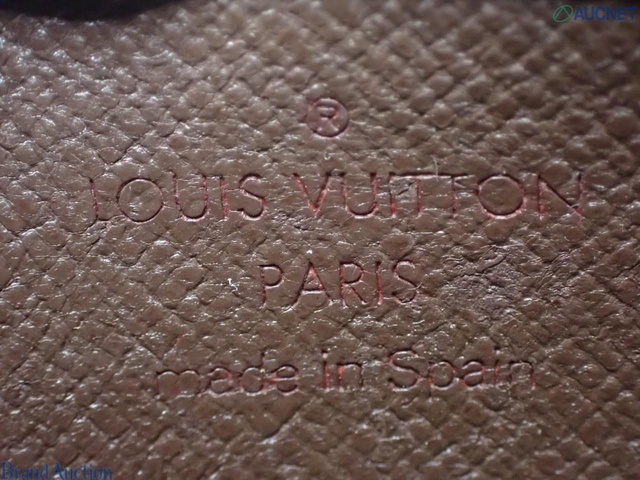 AUCNET
®
LOUIS VUITTON
PARIS
made in Spain
Brand Auction